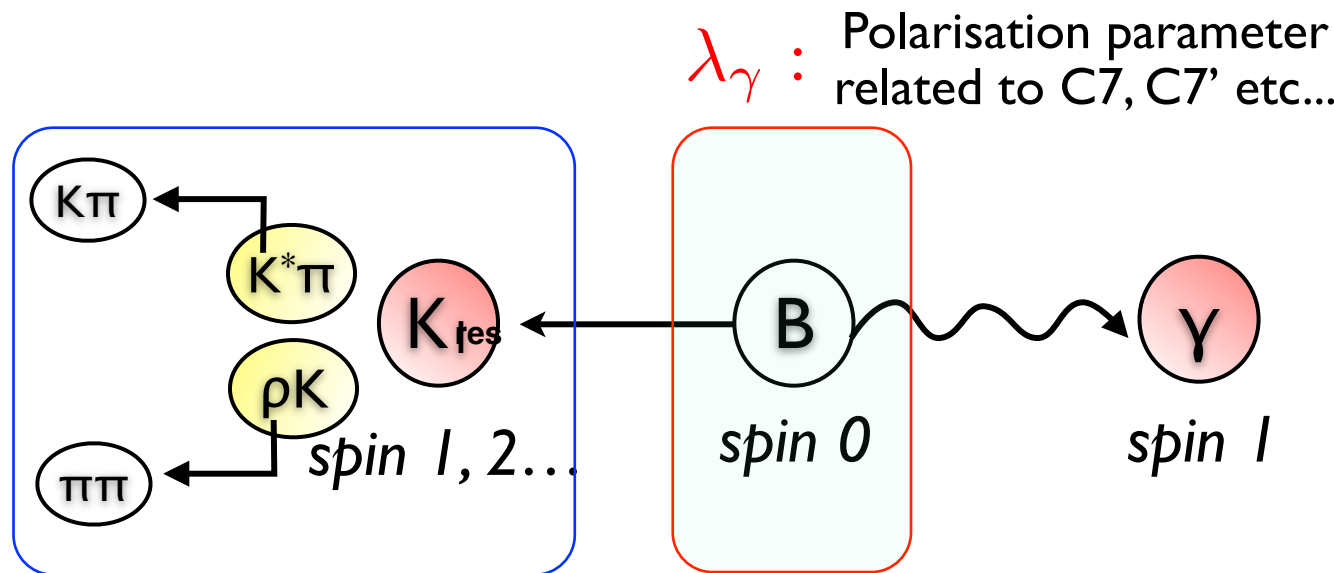 λγ : Polarisation parameter
related to C7, C7' etc...
Kπ
K*π
Kres
B
γ
ρK
spin 1, 2...
spin 0
spin 1
ππ